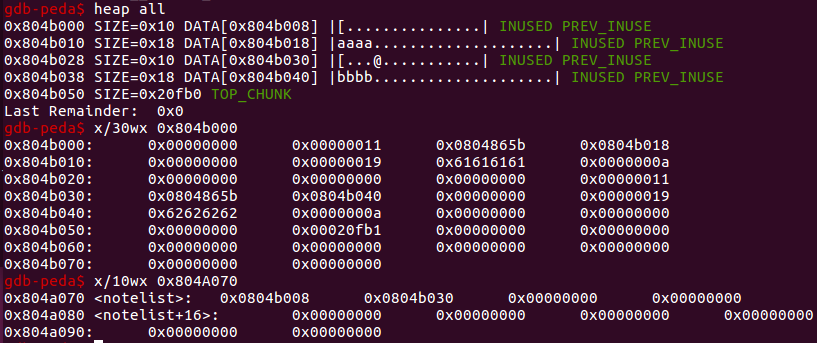 gdb-peda$ heap all
0x804b000 SIZE=0x10 DATA[0x804b008] |[...............| INUSED PREV_INUSE
0x804b010 SIZE=0x18 DATA[0x804b018] |aaaa....................| INUSED PREV_INUSE
0x804b028 SIZE=0x10 DATA[0x804b030] |[...@...........| INUSED PREV_INUSE
0x804b038 SIZE=0x18 DATA[0x804b040] |bbbb....................| INUSED PREV_INUSE
0x804b050 SIZE=0x20fb0 TOP_CHUNK
Last Remainder: 0x0
gdb-peda$ x/30wx 0x804b000
0x804b000: 0x00000000 0x00000011 0x0804865b 0x0804b018
0x804b010: 0x00000000 0x00000019 0x61616161 0x0000000a
0x804b020: 0x00000000 0x00000000 0x00000000 0x00000011
0x804b030: 0x0804865b 0x0804b040 0x00000000 0x00000019
0x804b040: 0x62626262 0x0000000a 0x00000000 0x00000000
0x804b050: 0x00000000 0x00020fb1 0x00000000 0x00000000
0x804b060: 0x00000000 0x00000000 0x00000000 0x00000000
0x804b070: 0x00000000 0x00000000
gdb-peda$ x/10wx 0x804A070
0x804a070 <notelist>: 0x0804b008 0x0804b030 0x00000000 0x00000000
0x804a080 <notelist+16>: 0x00000000 0x00000000 0x00000000 0x00000000
0x804a090: 0x00000000 0x00000000